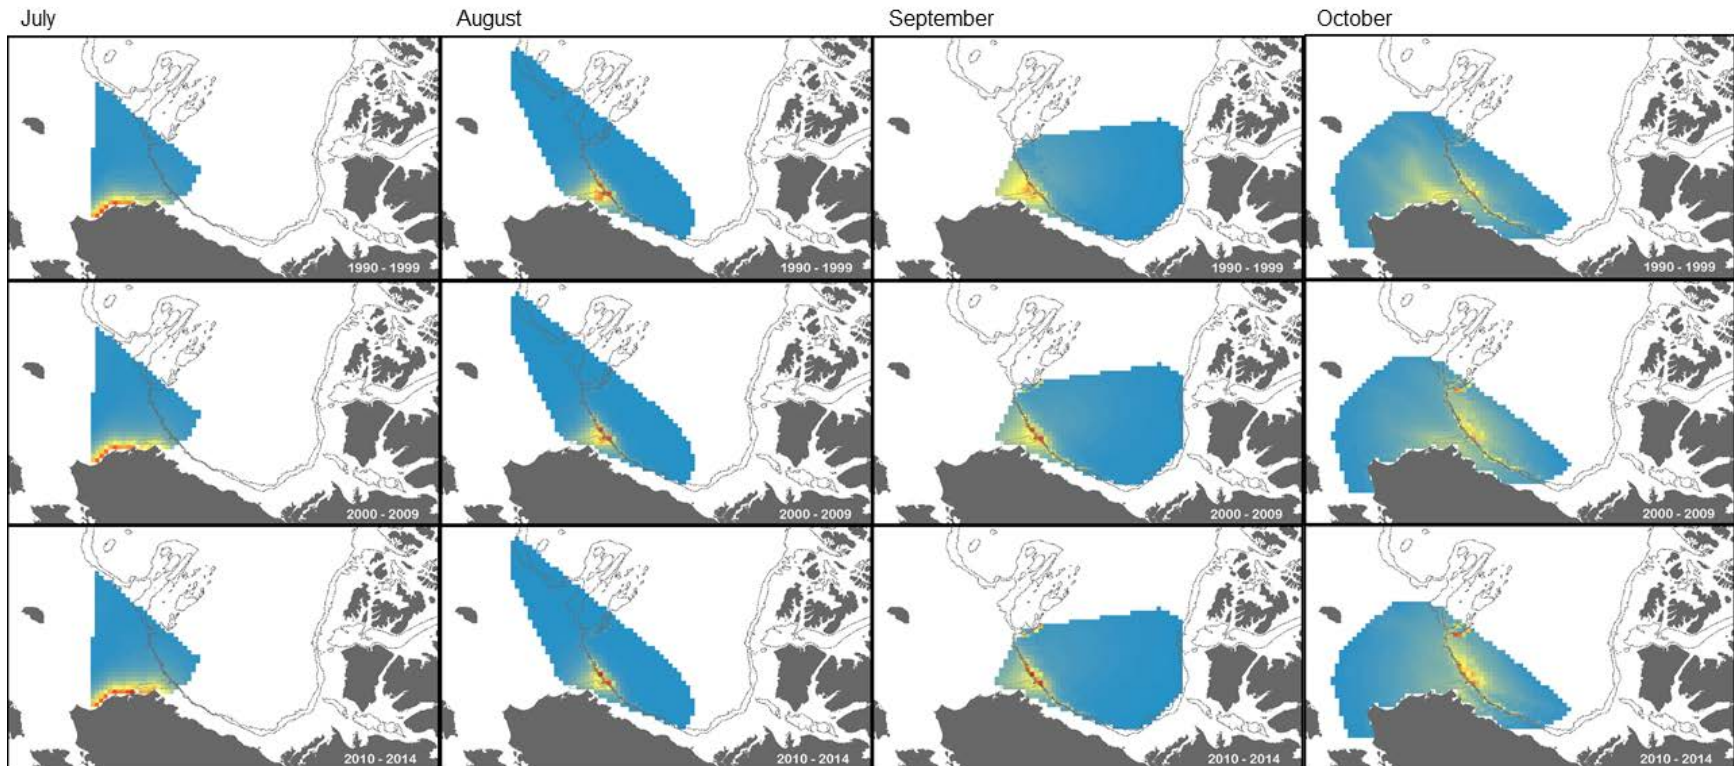 July August September October
1990 - 1999 1990 - 1999 1990 - 1999 1990 - 1999
2000 - 2009 2000 - 2009 2000 - 2009 2000 - 2009
2010 - 2014 2010 - 2014 2010 - 2014 2010 - 2014